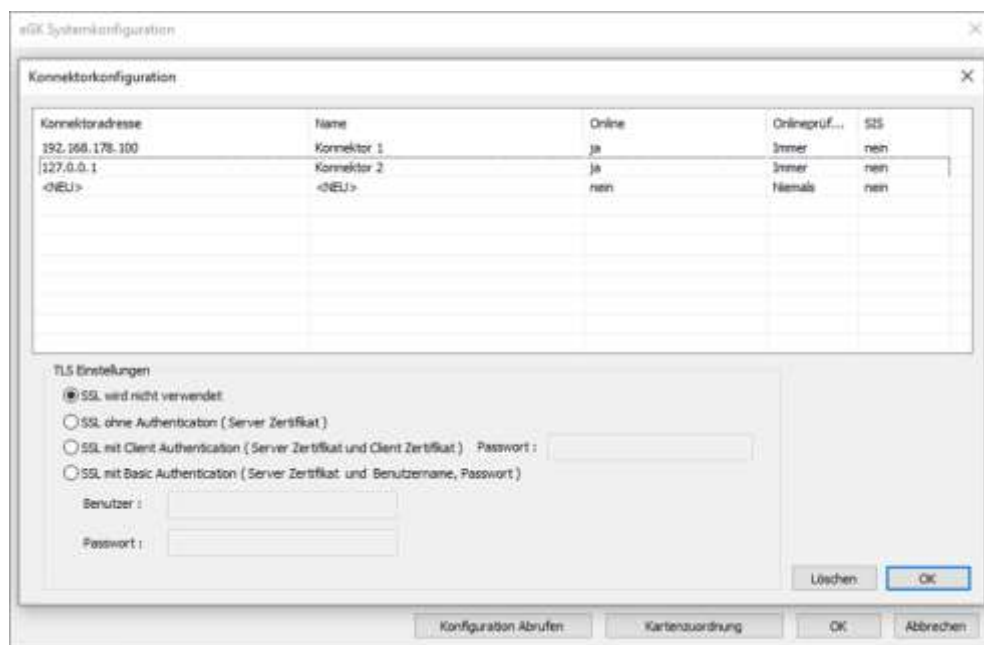 eGK Systemkonfiguration
Konnektorkonfiguration
Konnektoradresse Name Online Onlineprüf... SIS
192.168.178.100 Konnektor 1 ja Immer nein
127.0.0.1 Konnektor 2 ja Immer nein
<NEU> <NEU> nein Niemals nein
TLS Einstellungen
SSL wird nicht verwendet
SSL ohne Authentication ( Server Zertifikat )
SSL mit Client Authentication ( Server Zertifikat und Client Zertifikat ) Passwort :
SSL mit Basic Authentication ( Server Zertifikat und Benutzername, Passwort )
Benutzer :
Passwort :
Löschen OK
Konfiguration Abrufen Kartenzuordnung OK Abbrechen